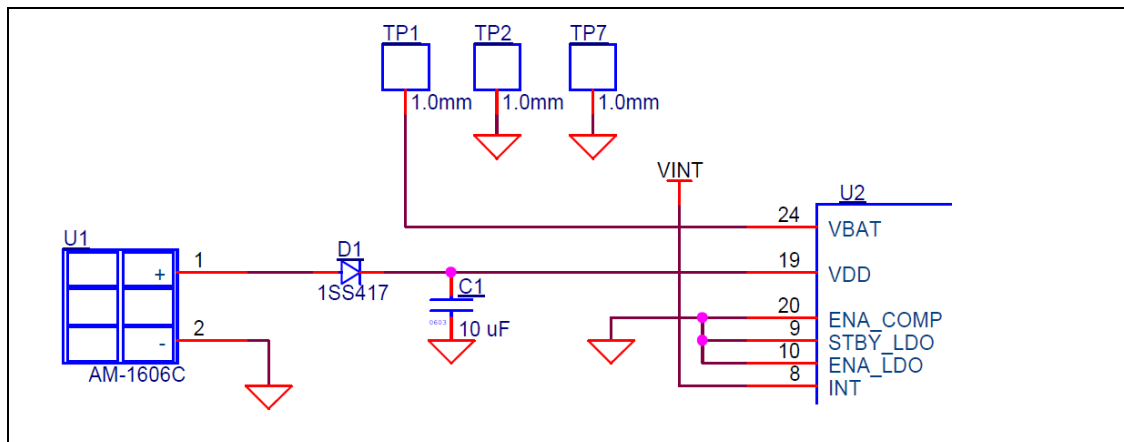 TP1 TP2 TP7
1.0mm 1.0mm 1.0mm
VINT
U2
24 VBAT
U1
1
D1
19 VDD
+
1SS417
C1
0603
20 ENA_COMP
10 uF
2
9 STBY_LDO
-
10 ENA_LDO
AM-1606C
8 INT